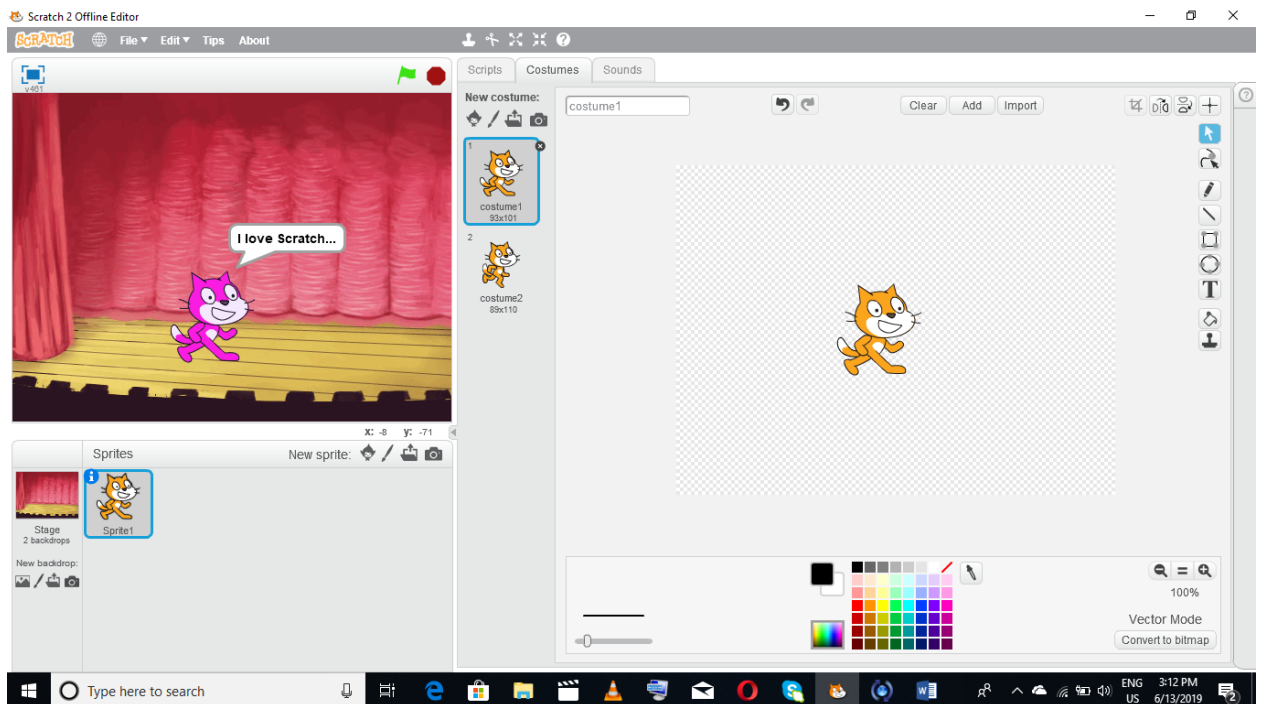 Scratch 2 Offline Editor
SCRATCH File Edit Tips About
v461
Scripts Costumes Sounds
New costume:
costume1
Clear Add Import
1
costume1
93x101
2
costume2
89x110
I love Scratch...
x: -8 y: -71
Sprites New sprite:
Stage
2 backdrops
New backdrop:
Sprite1
100%
Vector Mode
Convert to bitmap
Type here to search
ENG
US
3:12 PM
6/13/2019
2